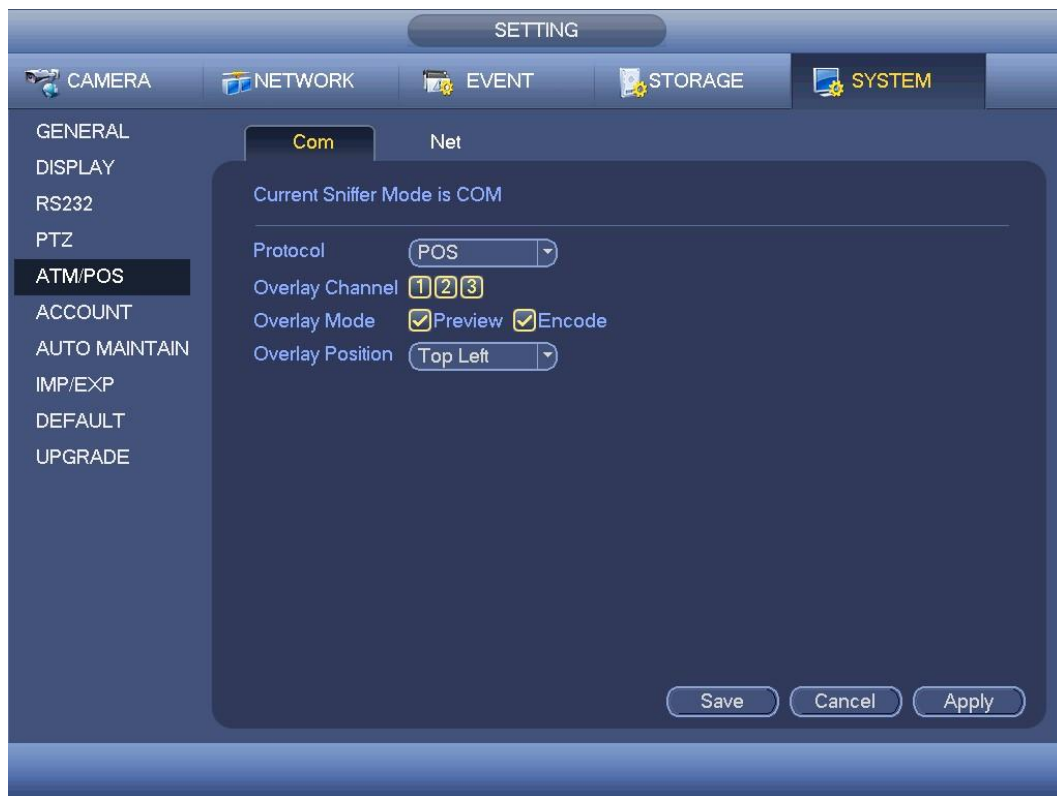 SETTING
CAMERA NETWORK EVENT STORAGE SYSTEM
GENERAL
DISPLAY
RS232
PTZ
ATM/POS
ACCOUNT
AUTO MAINTAIN
IMP/EXP
DEFAULT
UPGRADE
Com Net
Current Sniffer Mode is COM
Protocol POS
Overlay Channel 1 2 3
Overlay Mode Preview Encode
Overlay Position Top Left
Save Cancel Apply